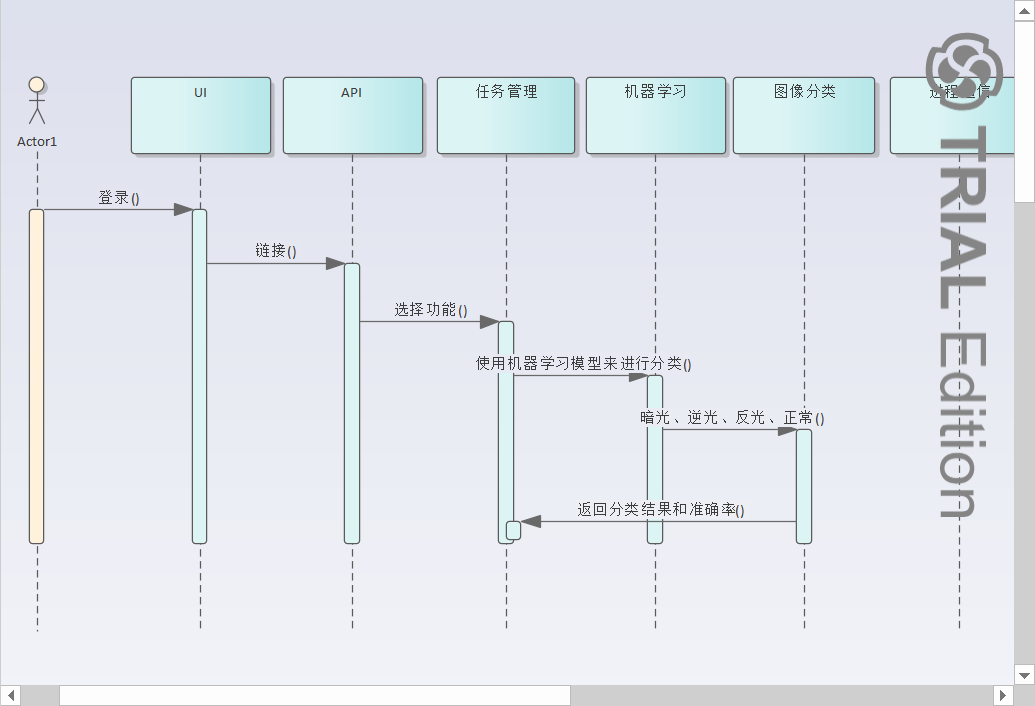 UI
API
任务管理
机器学习
图像分类
进程通信
Actor1
登录()
链接()
选择功能()
使用机器学习模型来进行分类()
暗光、逆光、反光、正常()
返回分类结果和准确率()
TRIAL Edition